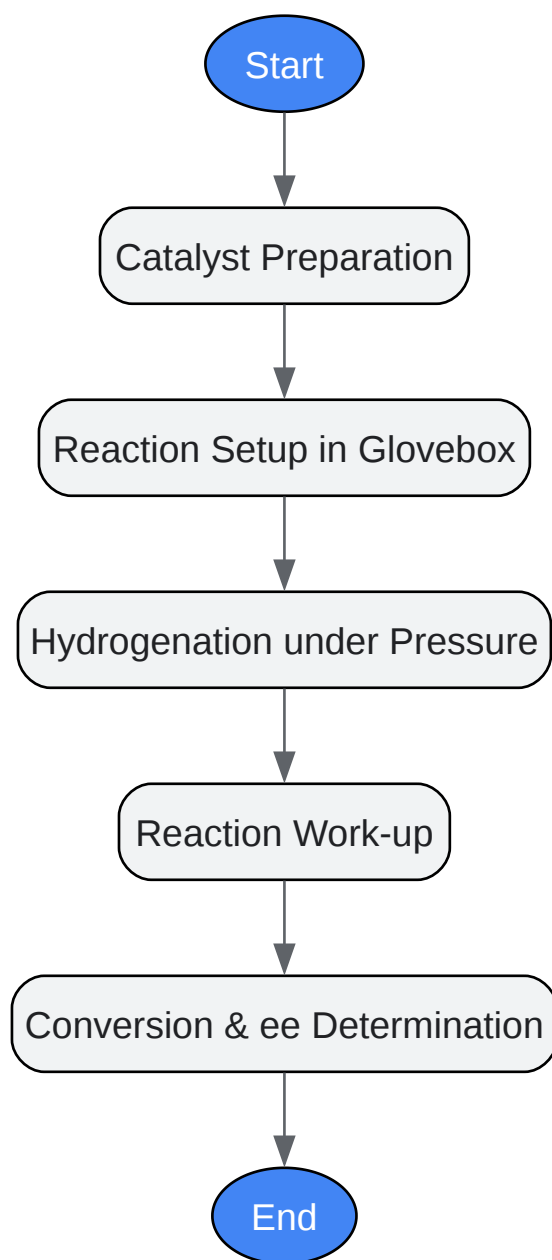 Start
Catalyst Preparation
Reaction Setup in Glovebox
Hydrogenation under Pressure
Reaction Work-up
Conversion & ee Determination
End